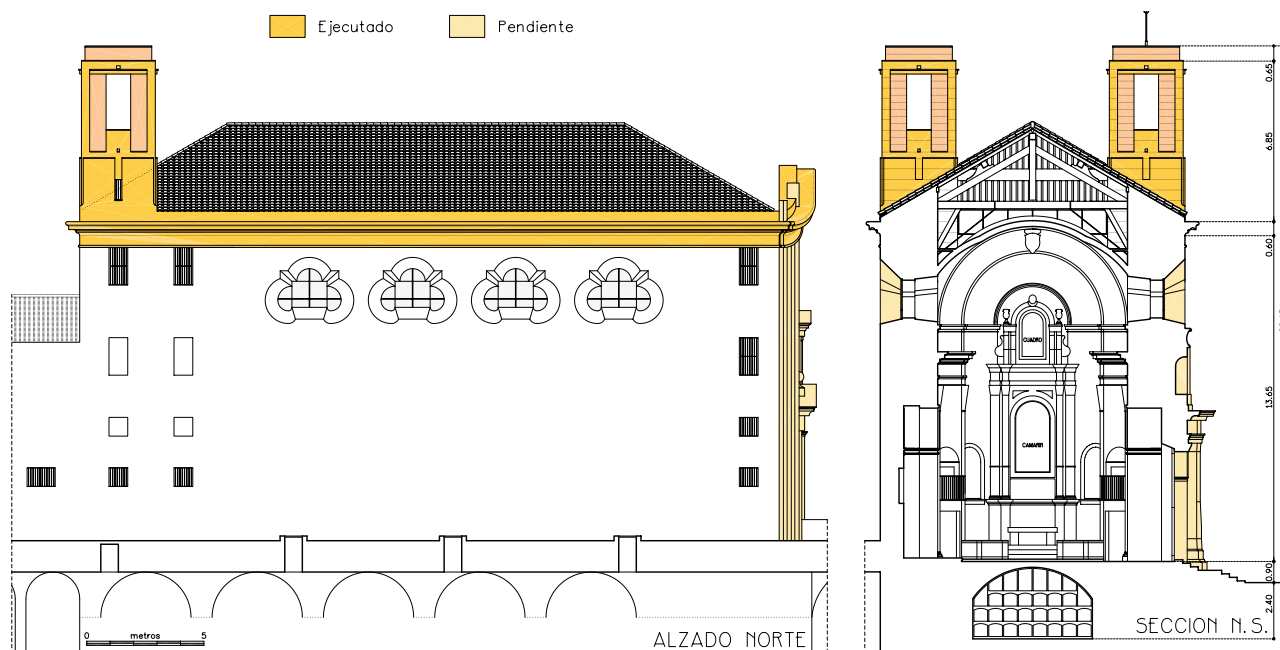 Ejecutado
Pendiente
0.65
6.85
0.60
13.65
0.90
2.40
CUADRO
CAMARIN
0 metros 5
ALZADO NORTE
SECCION N.S.